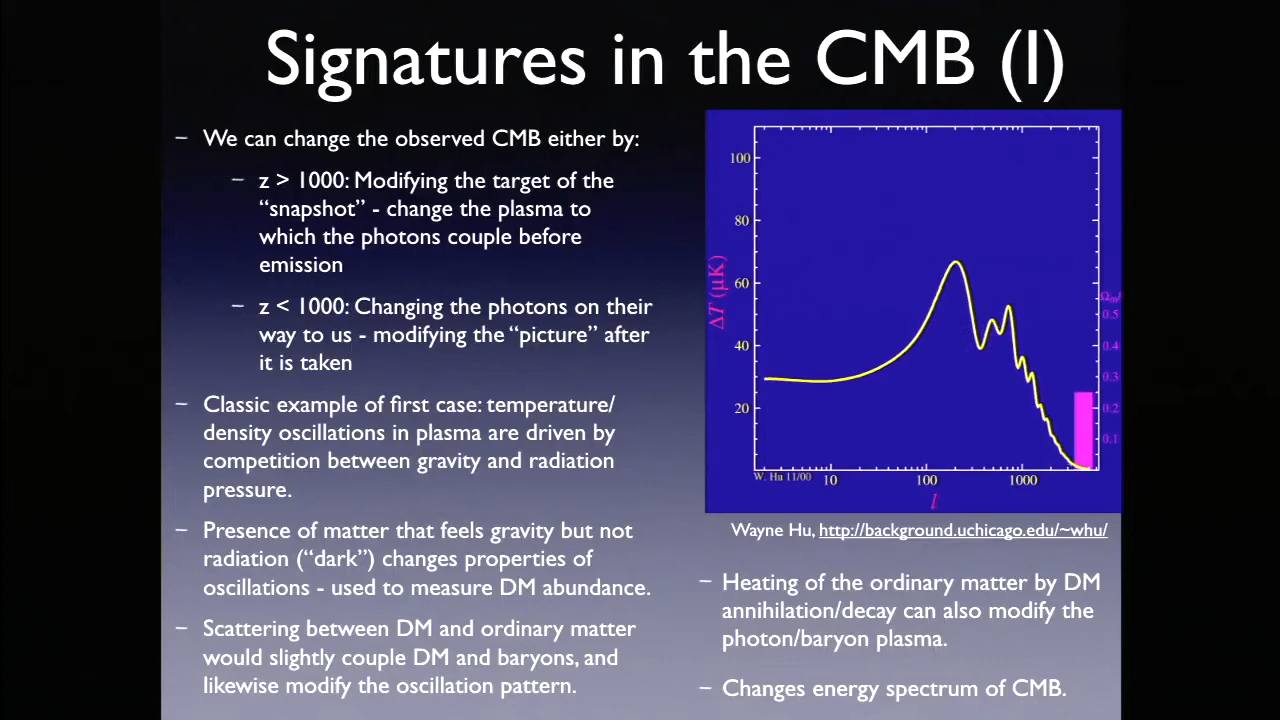 Signatures in the CMB (I)
– We can change the observed CMB either by:
– z > 1000: Modifying the target of the
“snapshot” - change the plasma to
which the photons couple before
emission
– z < 1000: Changing the photons on their
way to us - modifying the “picture” after
it is taken
– Classic example of first case: temperature/
density oscillations in plasma are driven by
competition between gravity and radiation
pressure.
– Presence of matter that feels gravity but not
radiation (“dark”) changes properties of
oscillations - used to measure DM abundance.
– Scattering between DM and ordinary matter
would slightly couple DM and baryons, and
likewise modify the oscillation pattern.
100
80
60
40
20
ΔT (μK)
0.5
0.4
0.3
0.2
0.1
W. Hu 11/00
10
100
1000
l
Wayne Hu, http://background.uchicago.edu/~whu/
– Heating of the ordinary matter by DM
annihilation/decay can also modify the
photon/baryon plasma.
– Changes energy spectrum of CMB.